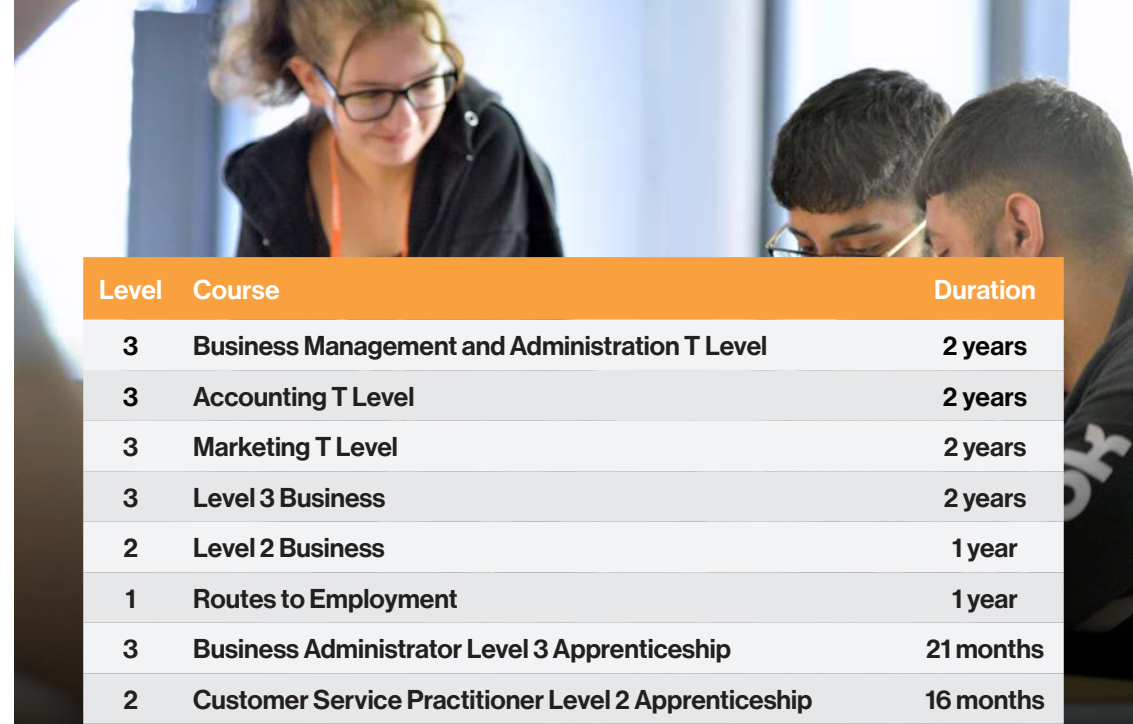 Level Course Duration
3 Business Management and Administration T Level 2 years
3 Accounting T Level 2 years
3 Marketing T Level 2 years
3 Level 3 Business 2 years
2 Level 2 Business 1 year
1 Routes to Employment 1 year
3 Business Administrator Level 3 Apprenticeship 21 months
2 Customer Service Practitioner Level 2 Apprenticeship 16 months